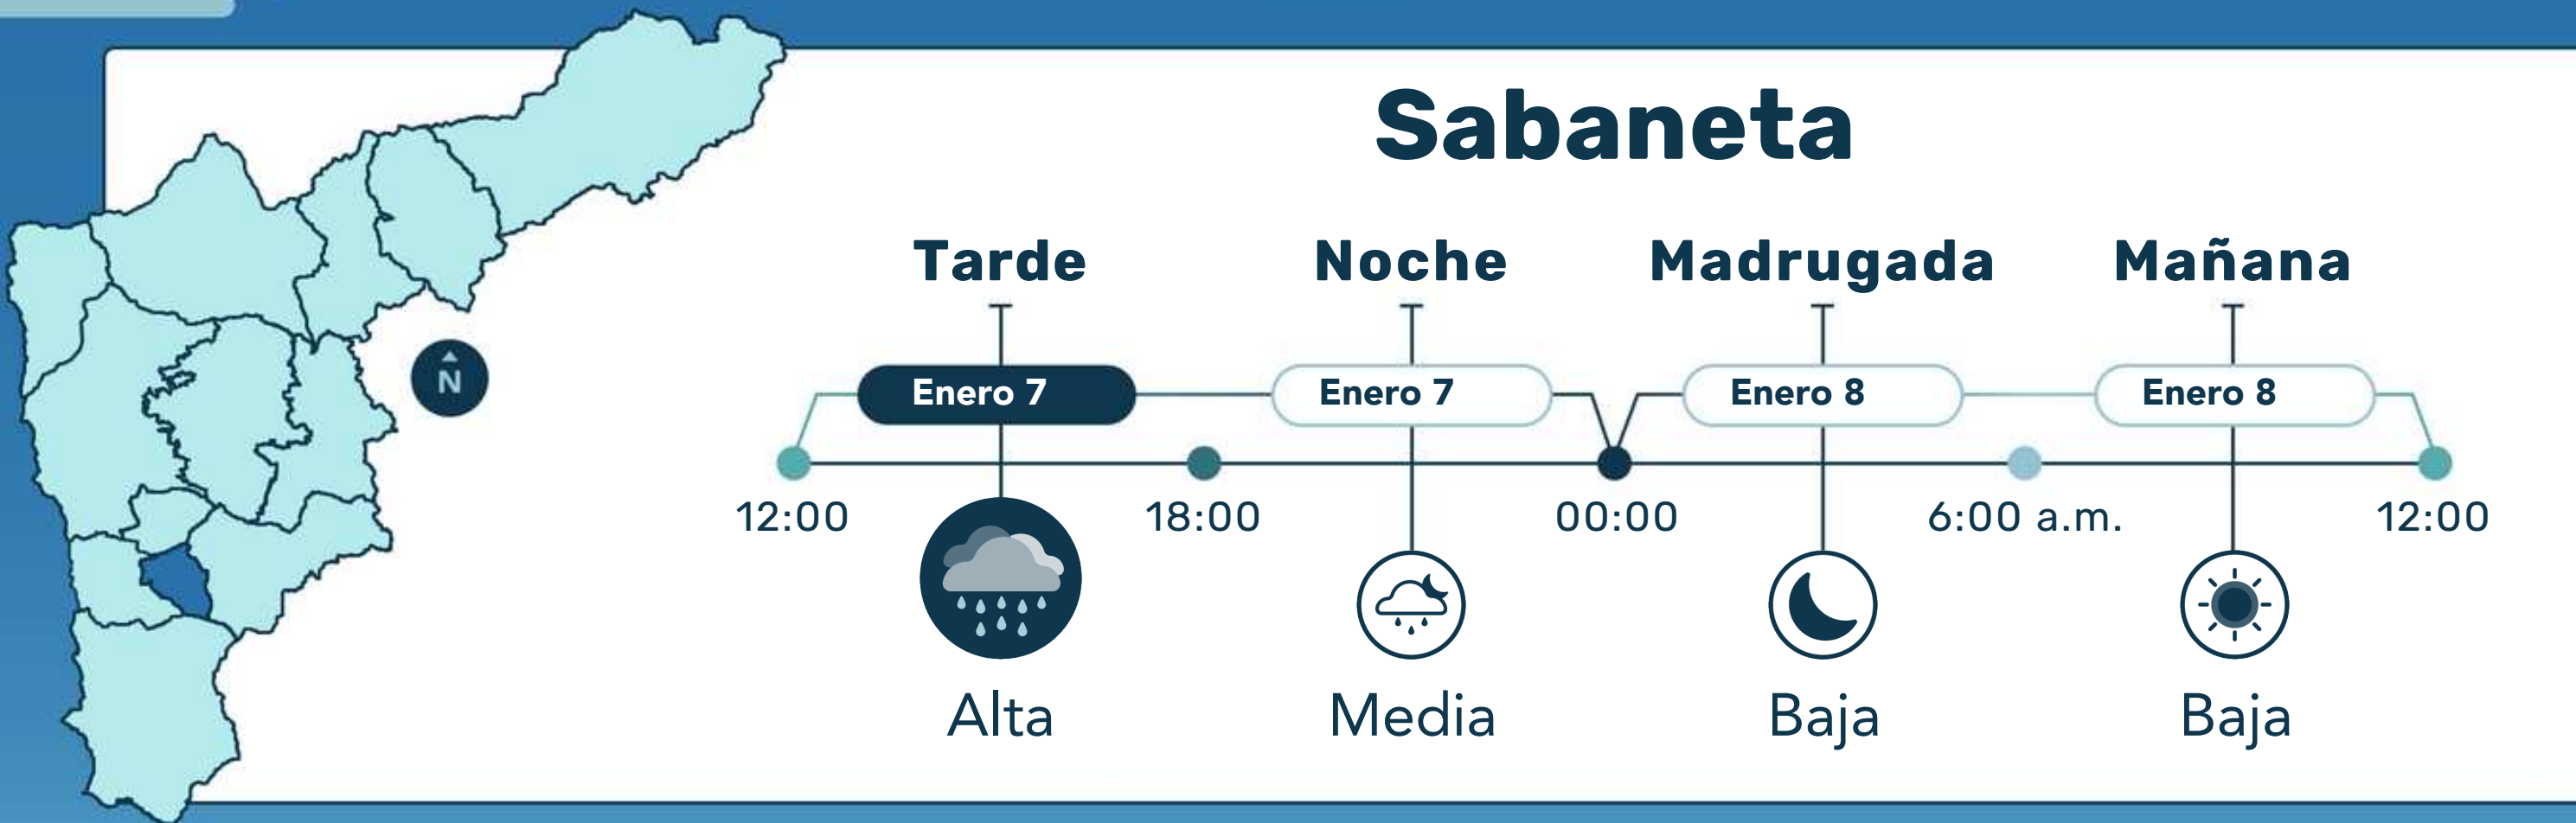 Sabaneta
Tarde Noche Madrugada Mañana
Enero 7 Enero 7 Enero 8 Enero 8
N
12:00 18:00 00:00 6:00 a.m. 12:00
Alta Media Baja Baja